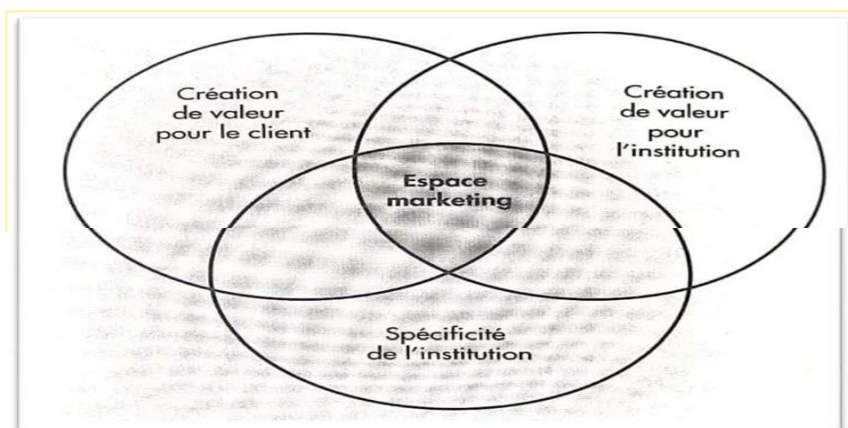 Création
de valeur
pour le client
Création
de valeur
pour
l'institution
Espace
marketing
Spécificité
de l'institution